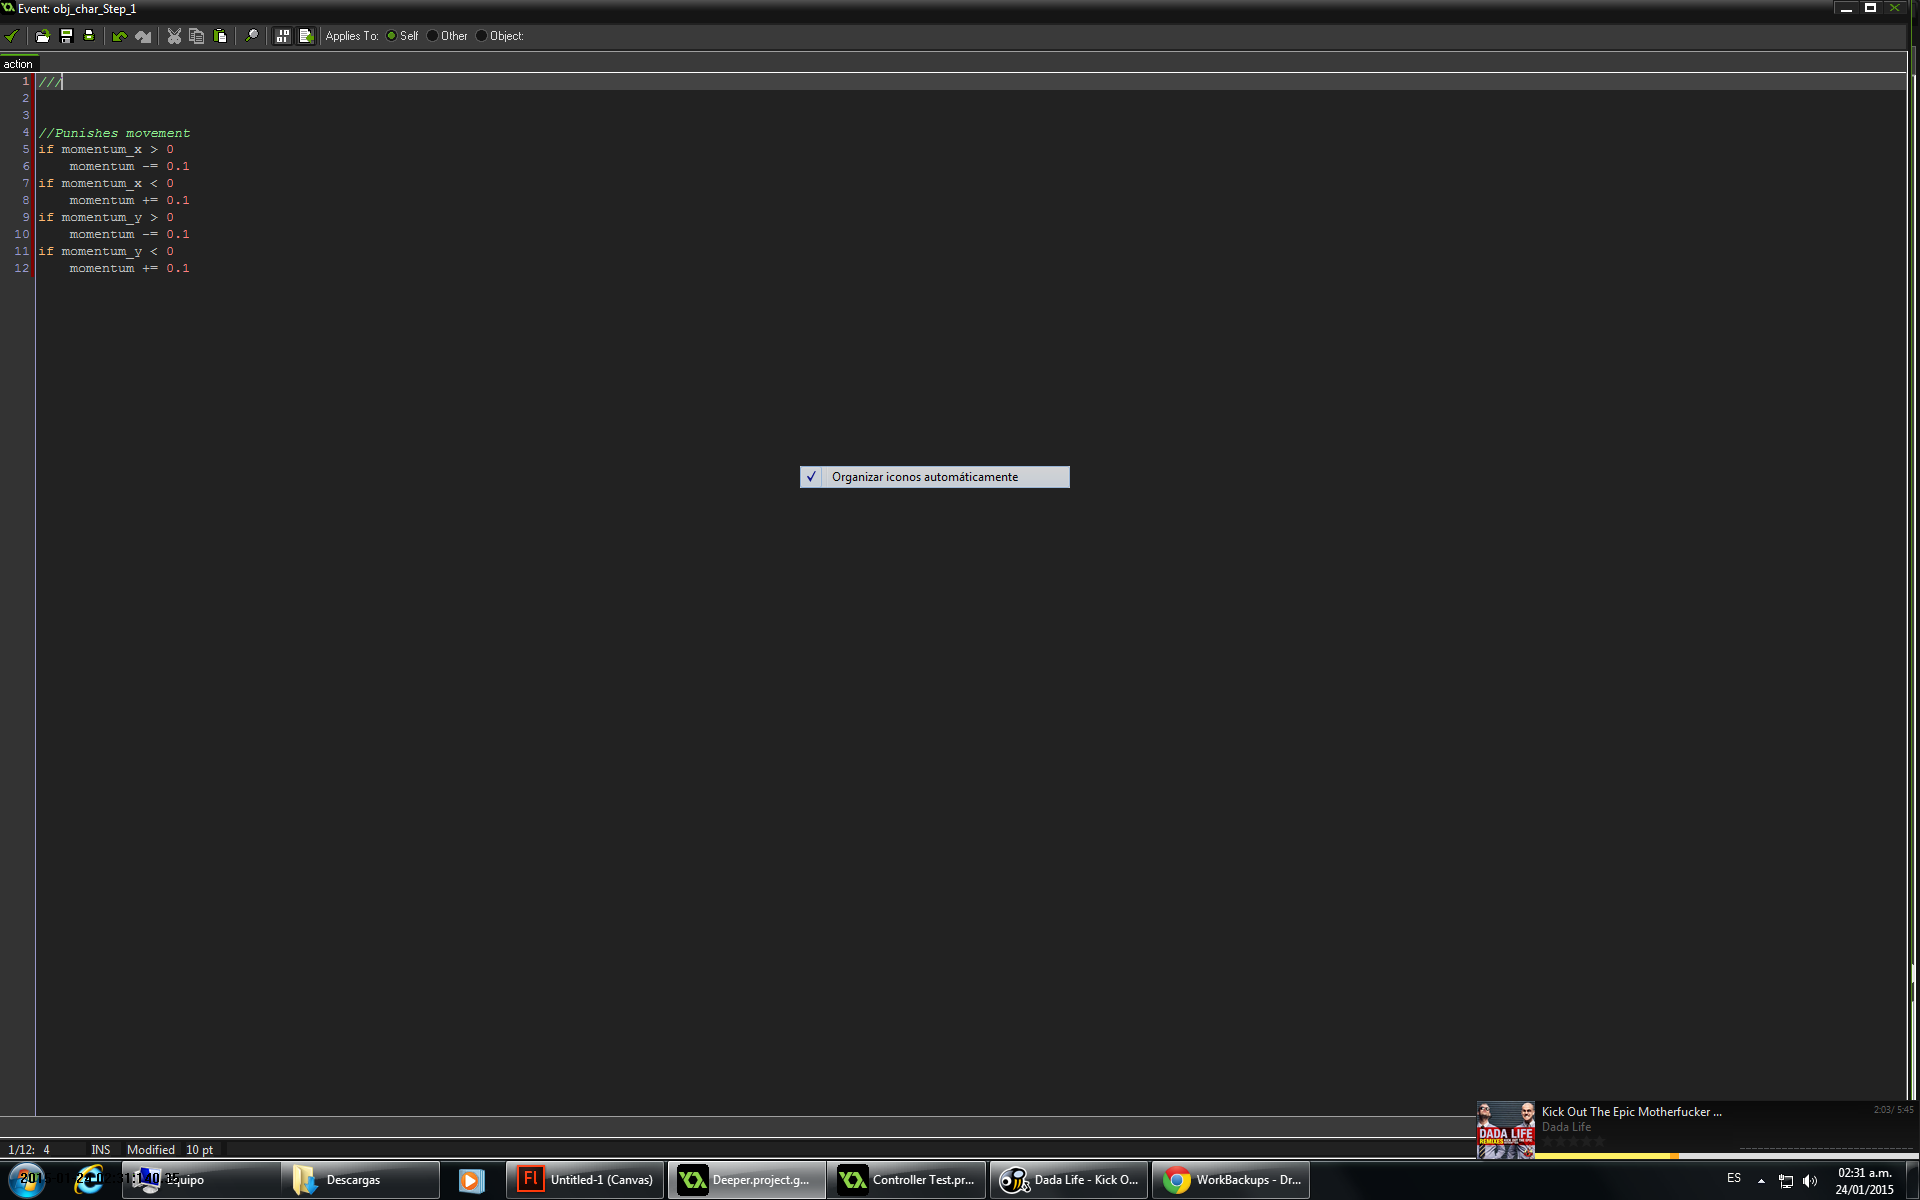 Event: obj_char_Step_1
Applies To: Self Other Object:
action
1 ///
2
3
4 //Punishes movement
5 if momentum_x > 0
6 momentum -= 0.1
7 if momentum_x < 0
8 momentum += 0.1
9 if momentum_y > 0
10 momentum -= 0.1
11 if momentum_y < 0
12 momentum += 0.1
✓ Organizar iconos automáticamente
Kick Out The Epic Motherfucker ...
2:03/ 5:45
Dada Life
DADA LIFE
1/12: 4 INS Modified 10 pt
Equipo
Descargas
Fl Untitled-1 (Canvas)
Deeper.project.g...
Controller Test.pr...
Dada Life - Kick O...
WorkBackups - Dr...
ES
02:31 a.m.
24/01/2015